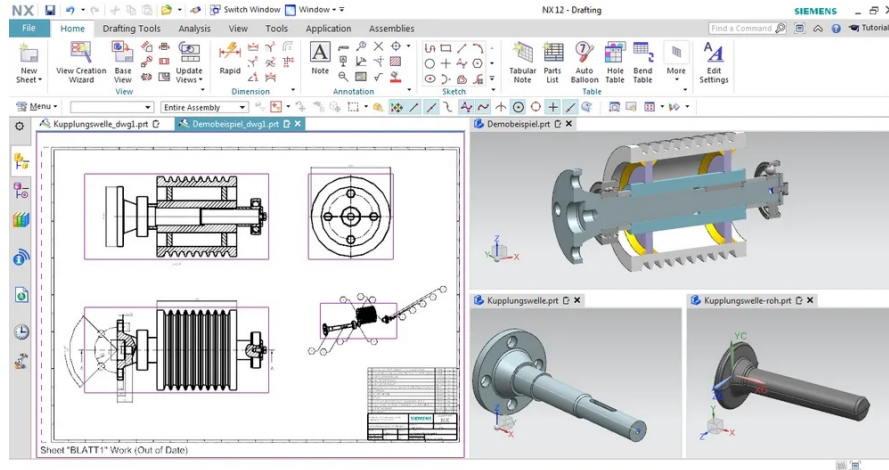 NX
Switch Window
Window
NX 12 - Drafting
SIEMENS
File
Home
Drafting Tools
Analysis
View
Tools
Application
Assemblies
Find a Command
Tutorial
New
Sheet
View Creation
Wizard
Base
View
Update
Views
View
Rapid
Dimension
Note
Annotation
Sketch
Tabular
Note
Parts
List
Auto
Balloon
Hole
Table
Bend
Table
Table
More
Edit
Settings
Menu
Entire Assembly
Kupplungswelle_dwg1.prt
Demobeispiel_dwg1.prt
Demobeispiel.prt
Z
Y
X
Kupplungswelle.prt
Kupplungswelle-roh.prt
Z
X
YC
Y
Z
X
SIEMENS
NX
Sheet "BLATT1" Work (Out of Date)